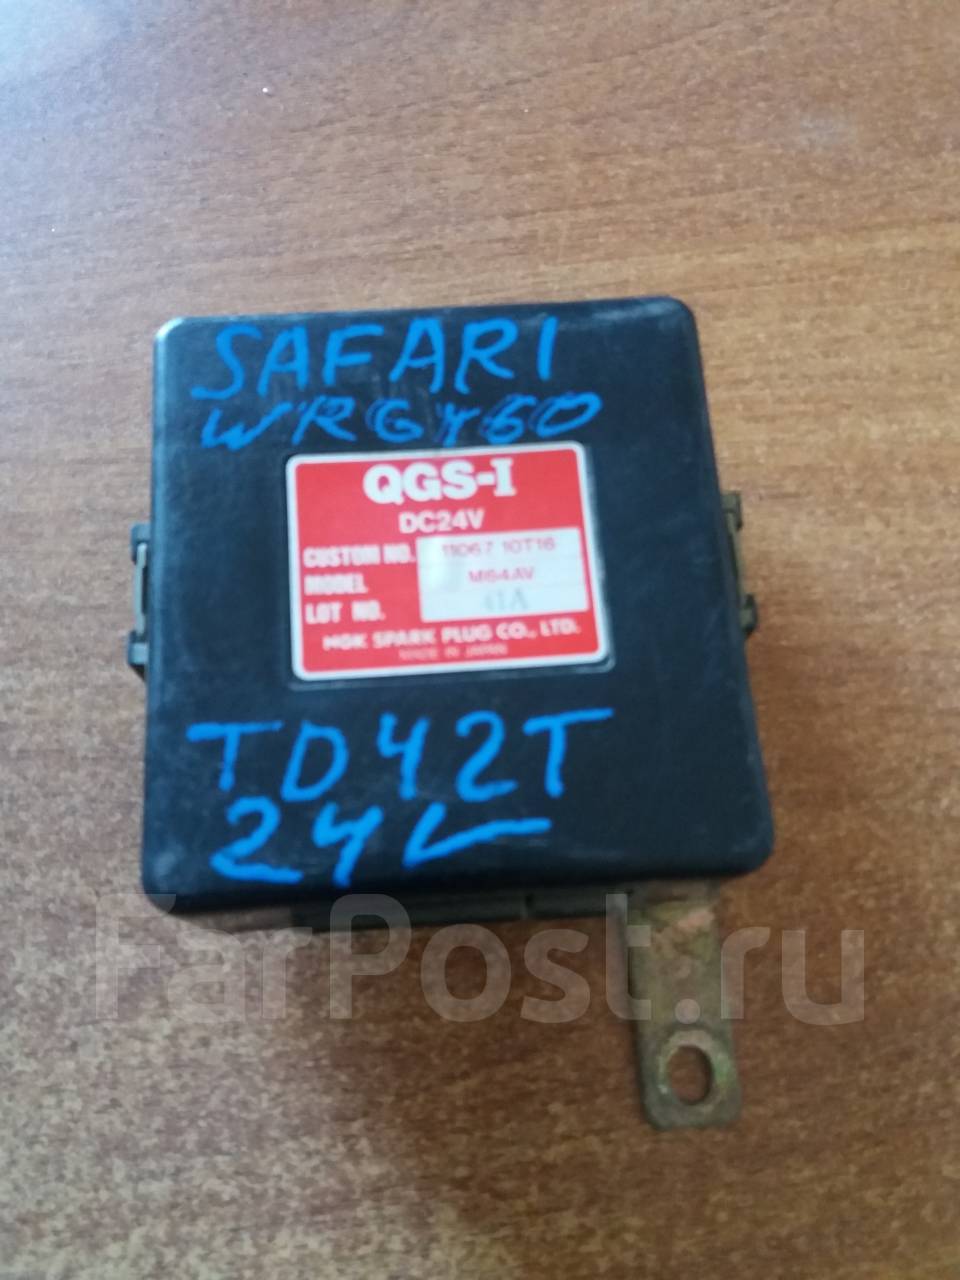 SAFARI
WRGY60
QGS-I
DC24V
CUSTOM NO. 11067 10T16
MODEL M64AV
LOT NO. 41A
NGK SPARK PLUG CO., LTD.
MADE IN JAPAN
TD42T
24V
FarPost.ru